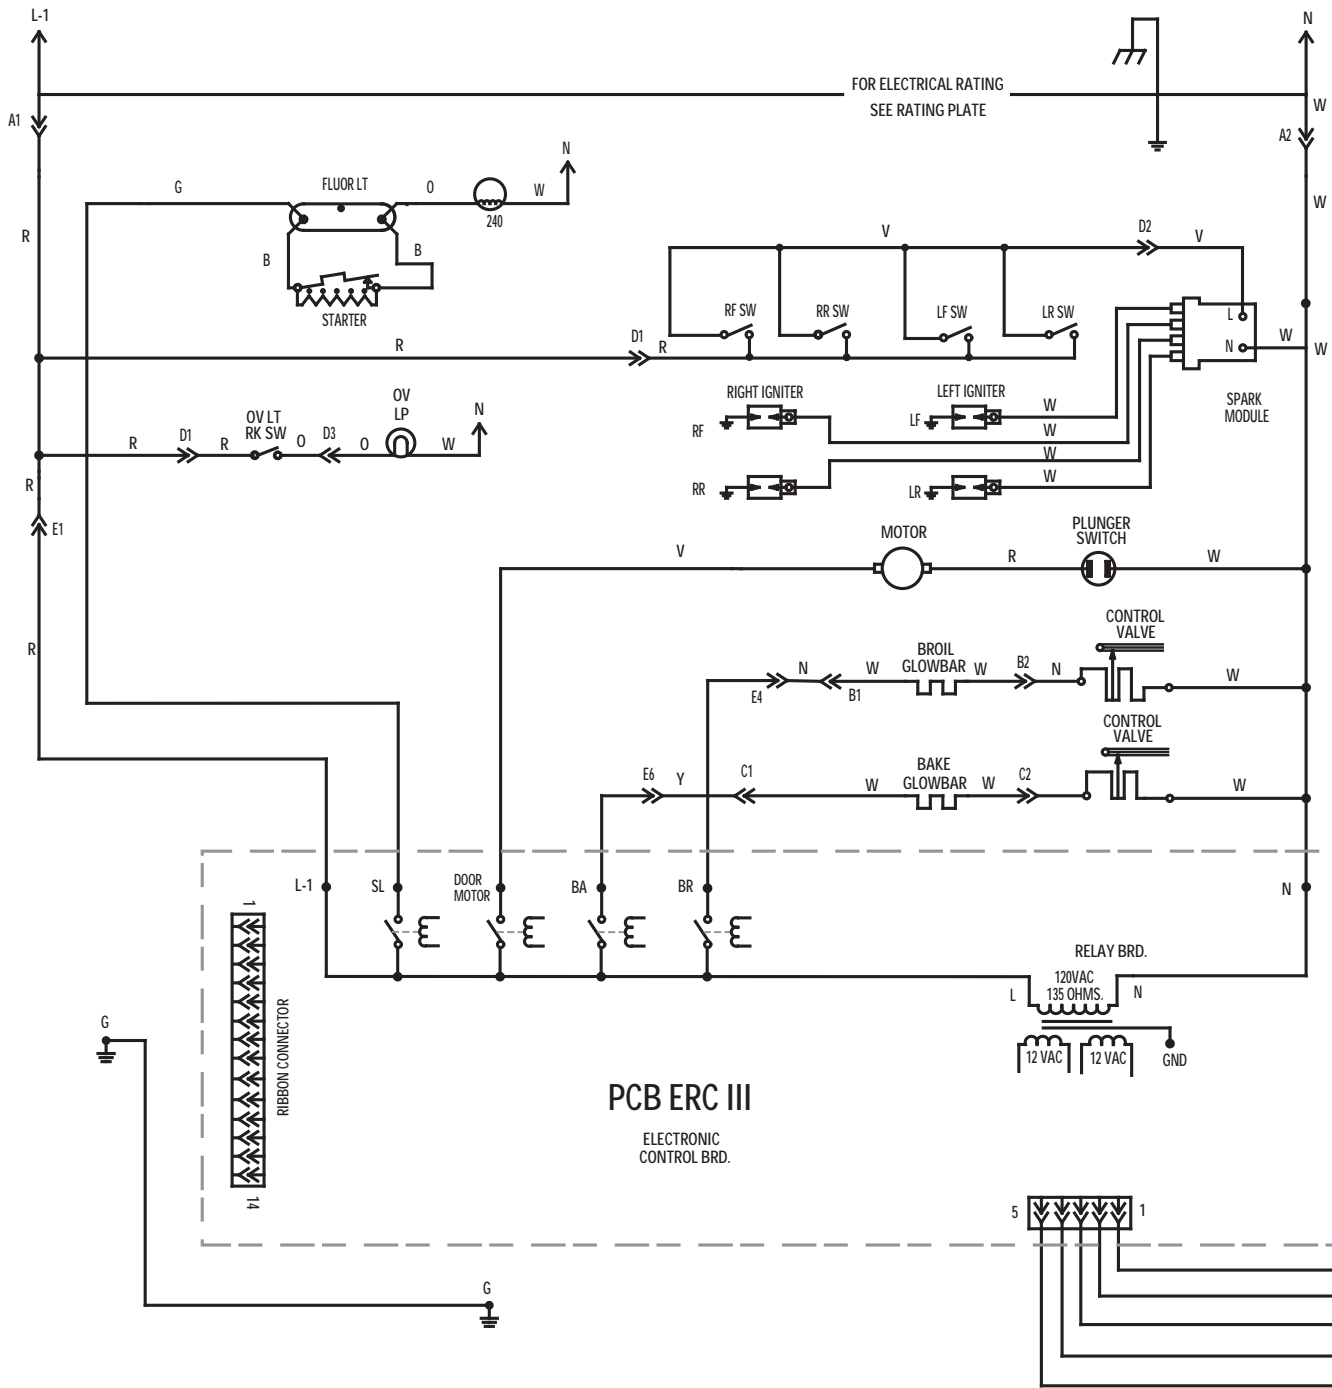 L-1
N
FOR ELECTRICAL RATING
SEE RATING PLATE
W
A1
A2
N
G
FLUOR LT
O
W
240
W
R
B
B
V
D2
V
STARTER
RF SW
RR SW
LF SW
LR SW
L
N
W
W
R
D1
R
SPARK
MODULE
RIGHT IGNITER
LEFT IGNITER
OV
LP
N
OV LT
RK SW
R
D1
R
O
D3
O
W
RF
LF
W
W
W
RR
LR
W
R
E1
MOTOR
PLUNGER
SWITCH
V
R
W
R
CONTROL
VALVE
BROIL
GLOWBAR
N
W
W
B2
N
W
E4
B1
CONTROL
VALVE
BAKE
GLOWBAR
E6
Y
C1
W
W
C2
W
L-1
SL
DOOR
MOTOR
BA
BR
N
1
RELAY BRD.
120VAC
135 OHMS.
L
N
RIBBON CONNECTOR
G
12 VAC
12 VAC
GND
PCB ERC III
ELECTRONIC
CONTROL BRD.
14
5
1
G